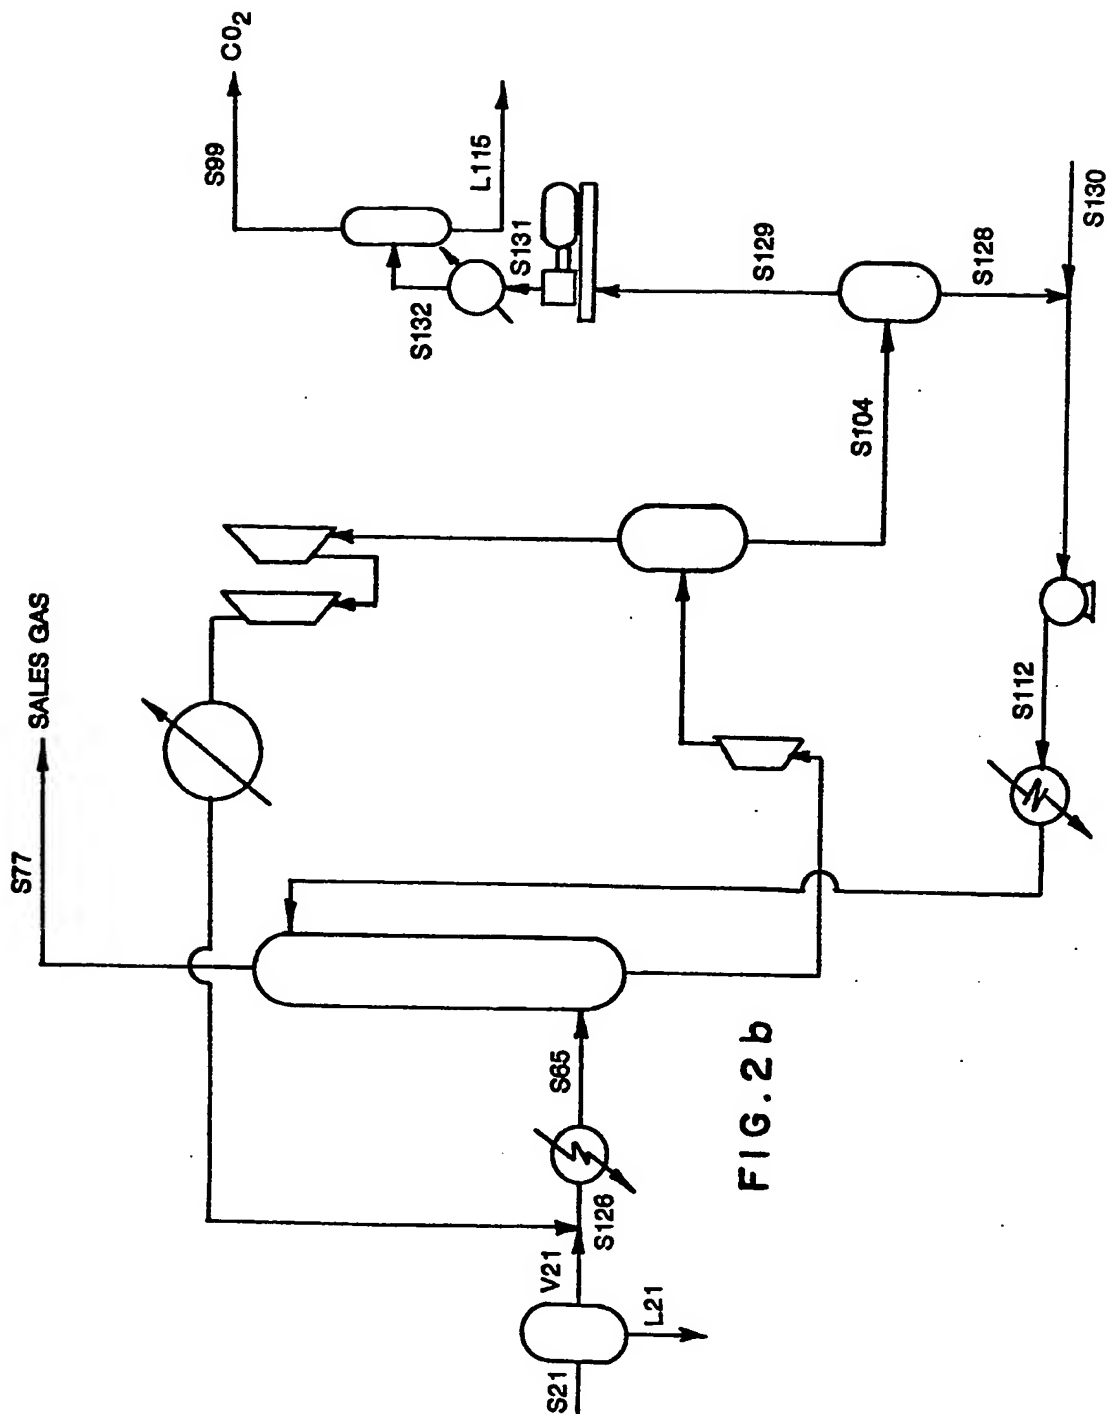 CO2
S99
L115
S131
S132
S129
S128
S130
S104
SALES GAS
S77
S112
S65
S126
V21
L21
S21
FIG. 2b